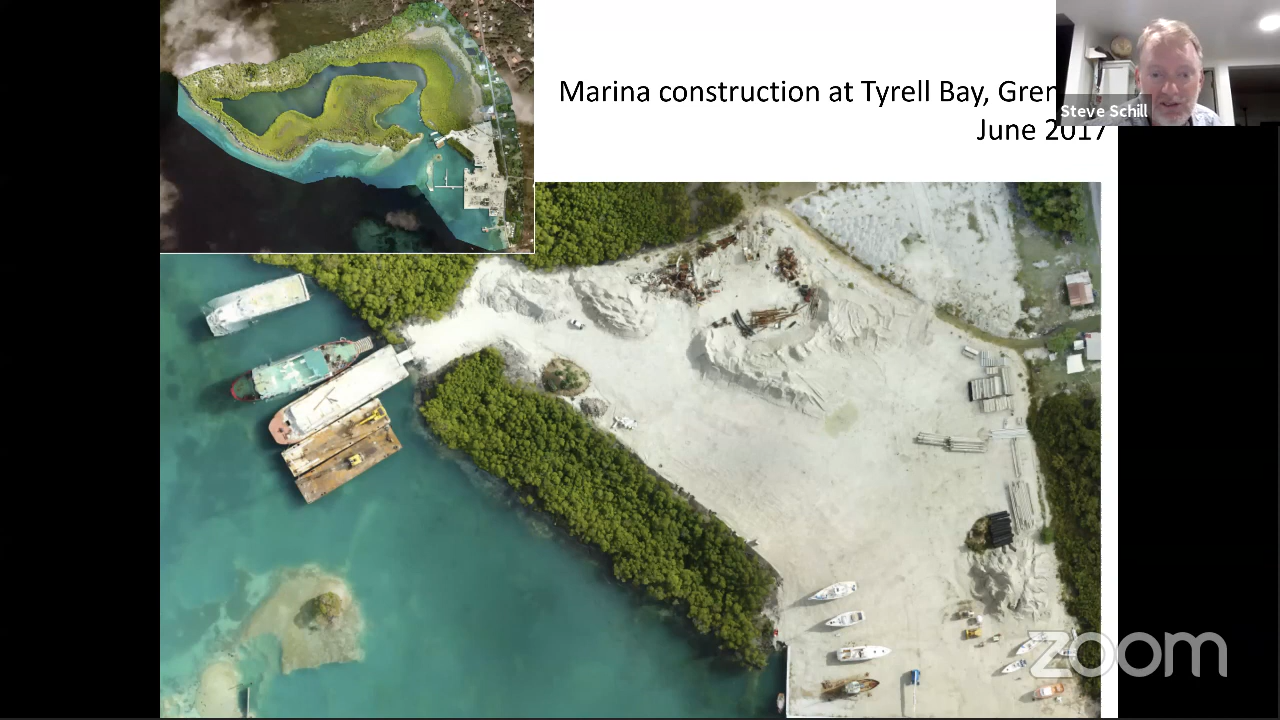 Marina construction at Tyrell Bay, Gren
June 2017
Steve Schill
zoom